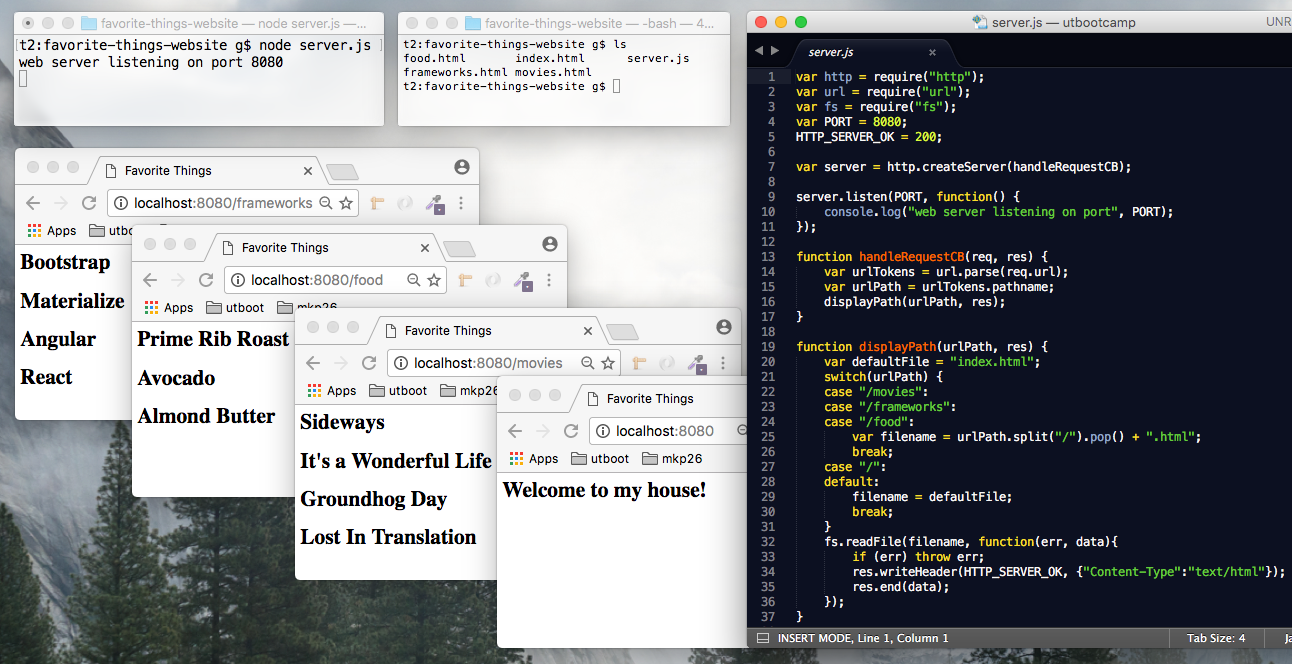 favorite-things-website — node server.js —...
t2:favorite-things-website g$ node server.js
web server listening on port 8080
favorite-things-website — -bash — 4...
t2:favorite-things-website g$ ls
food.html index.html server.js
frameworks.html movies.html
t2:favorite-things-website g$
Favorite Things
localhost:8080/frameworks
Apps utbo
Bootstrap
Materialize
Angular
React
Favorite Things
localhost:8080/food
Apps utboot mkp26
Prime Rib Roast
Avocado
Almond Butter
Favorite Things
localhost:8080/movies
Apps utboot mkp26
Sideways
It's a Wonderful Life
Groundhog Day
Lost In Translation
Favorite Things
localhost:8080
Apps utboot mkp26
Welcome to my house!
server.js — utbootcamp UNR
server.js
1 var http = require("http");
2 var url = require("url");
3 var fs = require("fs");
4 var PORT = 8080;
5 HTTP_SERVER_OK = 200;
6
7 var server = http.createServer(handleRequestCB);
8
9 server.listen(PORT, function() {
10 console.log("web server listening on port", PORT);
11 });
12
13 function handleRequestCB(req, res) {
14 var urlTokens = url.parse(req.url);
15 var urlPath = urlTokens.pathname;
16 displayPath(urlPath, res);
17 }
18
19 function displayPath(urlPath, res) {
20 var defaultFile = "index.html";
21 switch(urlPath) {
22 case "/movies":
23 case "/frameworks":
24 case "/food":
25 var filename = urlPath.split("/").pop() + ".html";
26 break;
27 case "/":
28 default:
29 filename = defaultFile;
30 break;
31 }
32 fs.readFile(filename, function(err, data){
33 if (err) throw err;
34 res.writeHeader(HTTP_SERVER_OK, {"Content-Type":"text/html"});
35 res.end(data);
36 });
37 }
INSERT MODE, Line 1, Column 1 Tab Size: 4 Ja